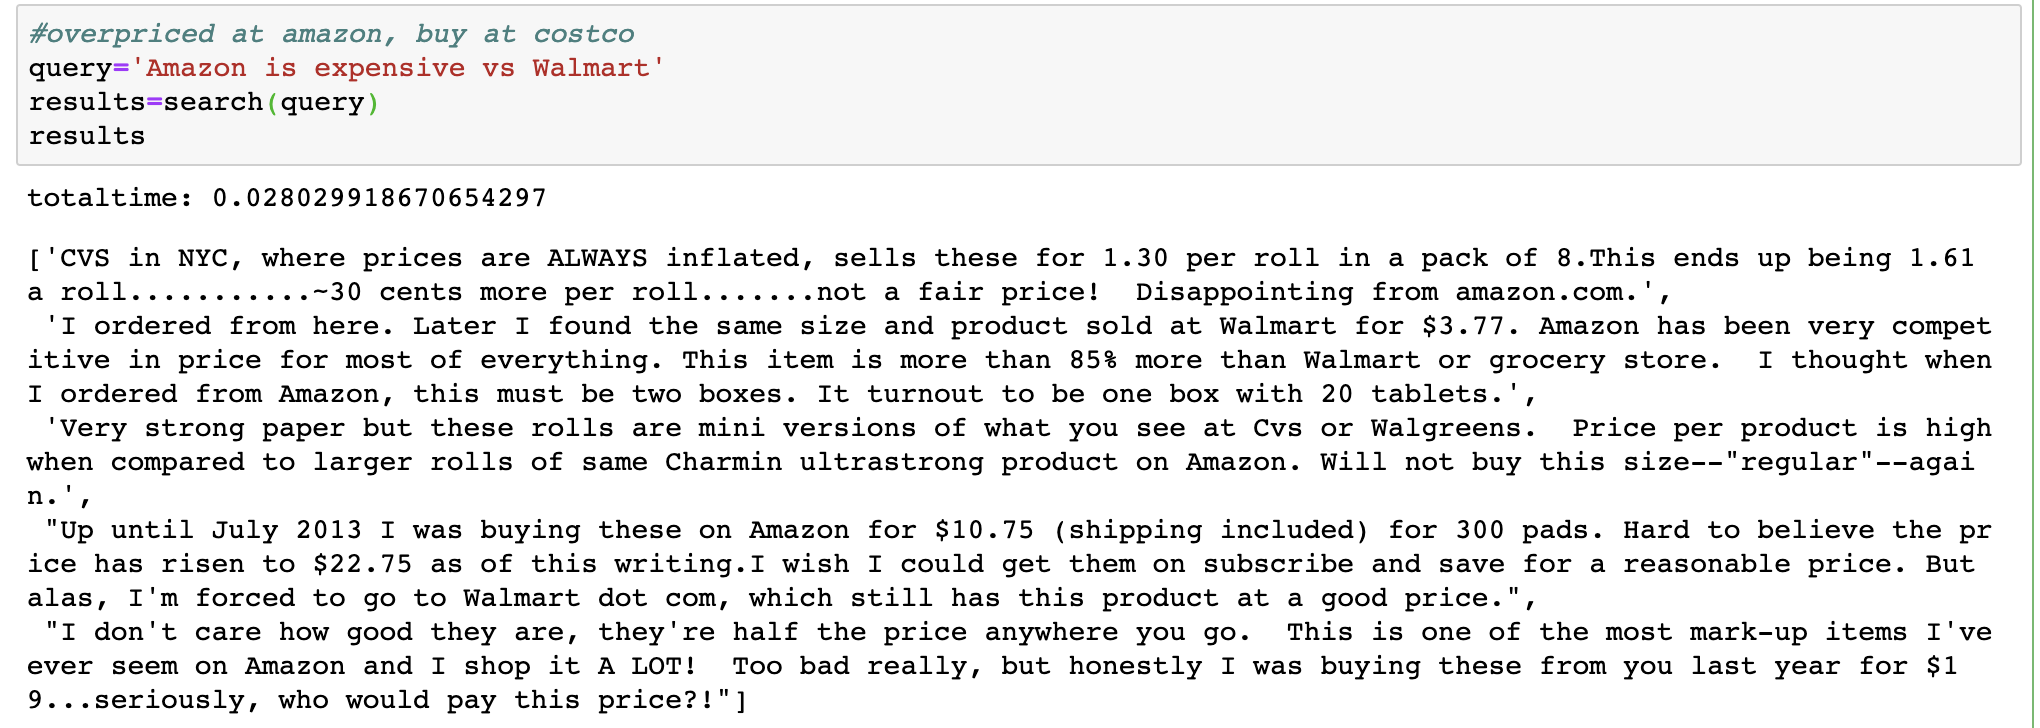 #overpriced at amazon, buy at costco
query='Amazon is expensive vs Walmart'
results=search(query)
results
totaltime: 0.028029918670654297
['CVS in NYC, where prices are ALWAYS inflated, sells these for 1.30 per roll in a pack of 8.This ends up being 1.61
a roll...........~30 cents more per roll.......not a fair price!  Disappointing from amazon.com.',
 'I ordered from here. Later I found the same size and product sold at Walmart for $3.77. Amazon has been very compet
itive in price for most of everything. This item is more than 85% more than Walmart or grocery store.  I thought when
I ordered from Amazon, this must be two boxes. It turnout to be one box with 20 tablets.',
 'Very strong paper but these rolls are mini versions of what you see at Cvs or Walgreens.  Price per product is high
when compared to larger rolls of same Charmin ultrastrong product on Amazon. Will not buy this size--"regular"--agai
n.',
 "Up until July 2013 I was buying these on Amazon for $10.75 (shipping included) for 300 pads. Hard to believe the pr
ice has risen to $22.75 as of this writing.I wish I could get them on subscribe and save for a reasonable price. But
alas, I'm forced to go to Walmart dot com, which still has this product at a good price.",
 "I don't care how good they are, they're half the price anywhere you go.  This is one of the most mark-up items I've
ever seem on Amazon and I shop it A LOT!  Too bad really, but honestly I was buying these from you last year for $1
9...seriously, who would pay this price?!"]